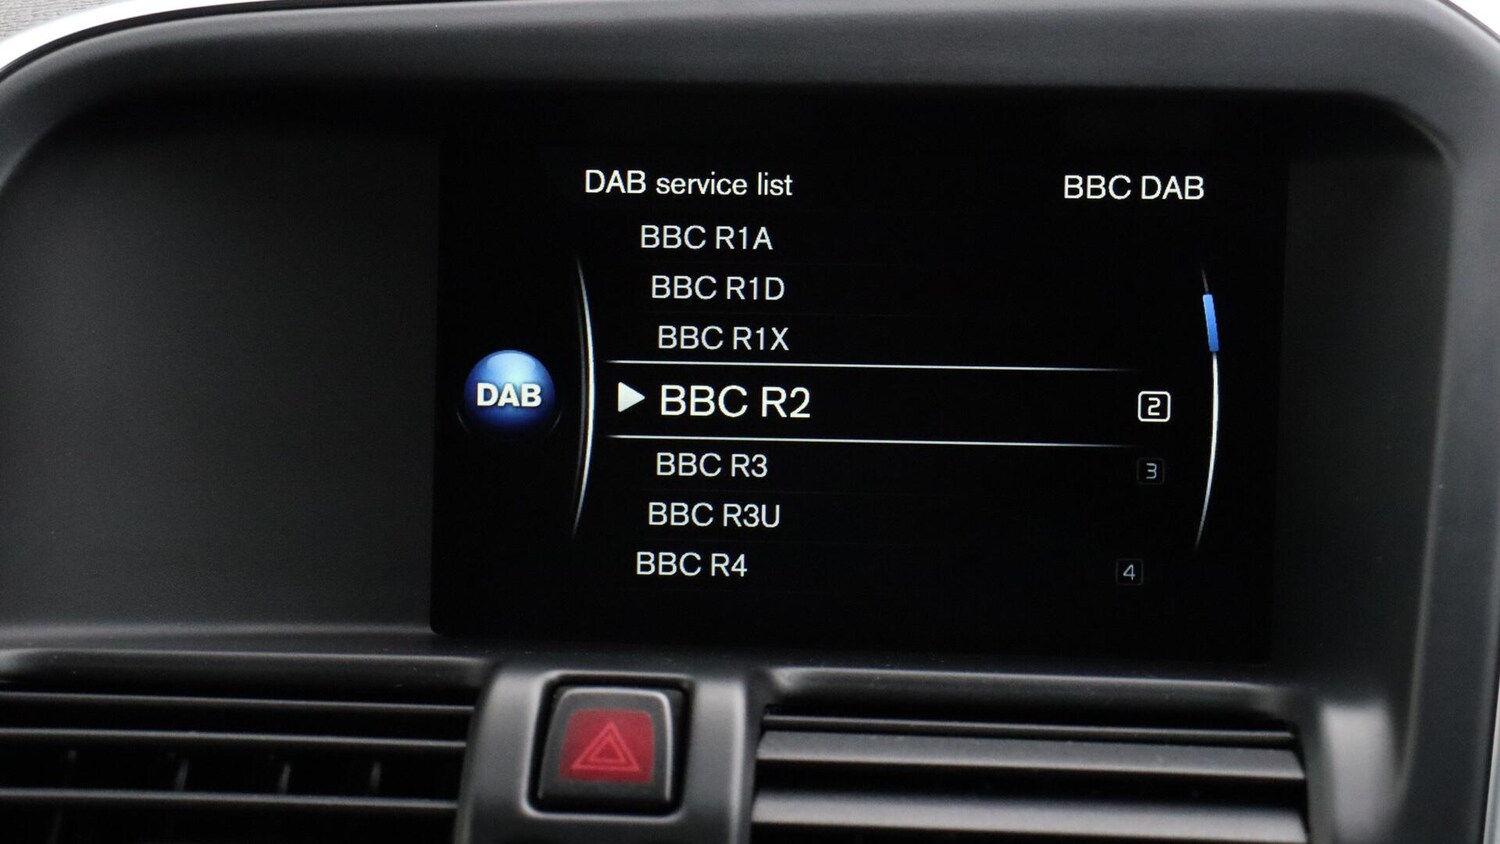 DAB service list BBC DAB
BBC R1A
BBC R1D
BBC R1X
DAB
BBC R2 2
BBC R3 3
BBC R3U
BBC R4 4